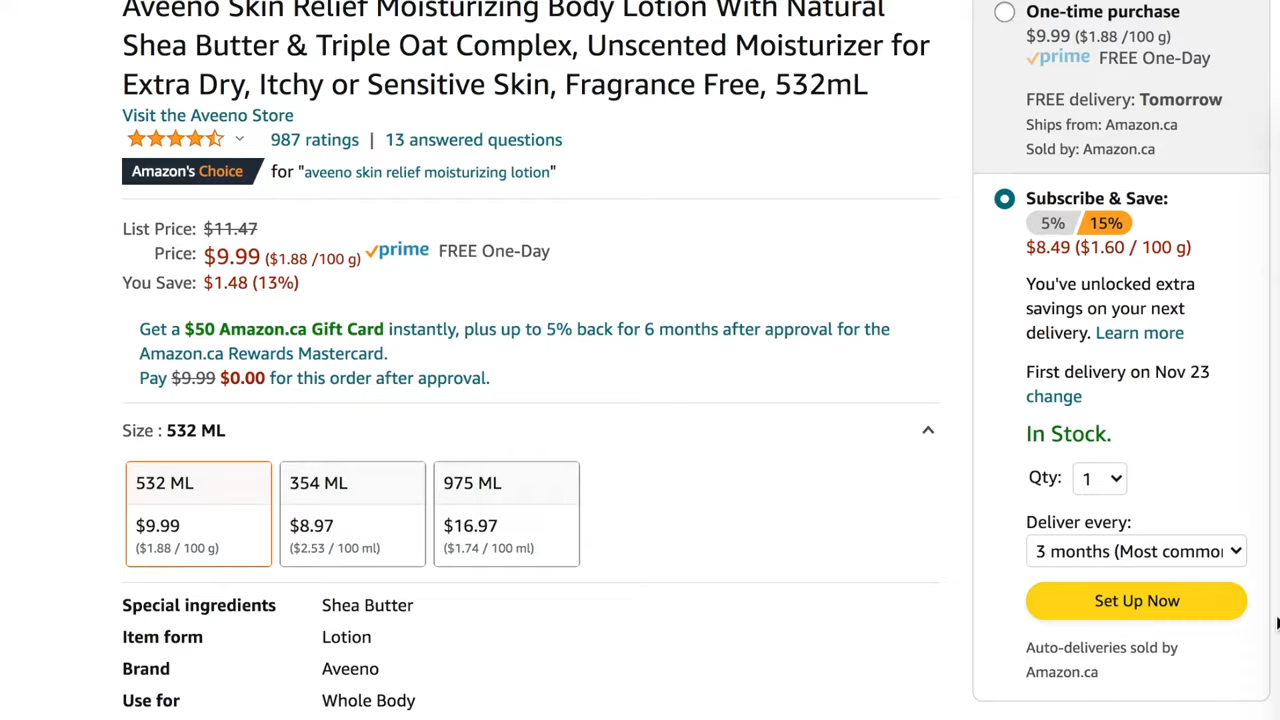 Aveeno Skin Relief Moisturizing Body Lotion With Natural
Shea Butter & Triple Oat Complex, Unscented Moisturizer for
Extra Dry, Itchy or Sensitive Skin, Fragrance Free, 532mL
Visit the Aveeno Store
987 ratings | 13 answered questions
Amazon's Choice for "aveeno skin relief moisturizing lotion"
List Price: $11.47
Price: $9.99 ($1.88 /100 g) prime FREE One-Day
You Save: $1.48 (13%)
Get a $50 Amazon.ca Gift Card instantly, plus up to 5% back for 6 months after approval for the
Amazon.ca Rewards Mastercard.
Pay $9.99 $0.00 for this order after approval.
Size : 532 ML
532 ML
$9.99
($1.88 / 100 g)
354 ML
$8.97
($2.53 / 100 ml)
975 ML
$16.97
($1.74 / 100 ml)
Special ingredients Shea Butter
Item form Lotion
Brand Aveeno
Use for Whole Body
One-time purchase
$9.99 ($1.88 /100 g)
prime FREE One-Day
FREE delivery: Tomorrow
Ships from: Amazon.ca
Sold by: Amazon.ca
Subscribe & Save:
5% 15%
$8.49 ($1.60 / 100 g)
You've unlocked extra
savings on your next
delivery. Learn more
First delivery on Nov 23
change
In Stock.
Qty: 1
Deliver every:
3 months (Most common
Set Up Now
Auto-deliveries sold by
Amazon.ca